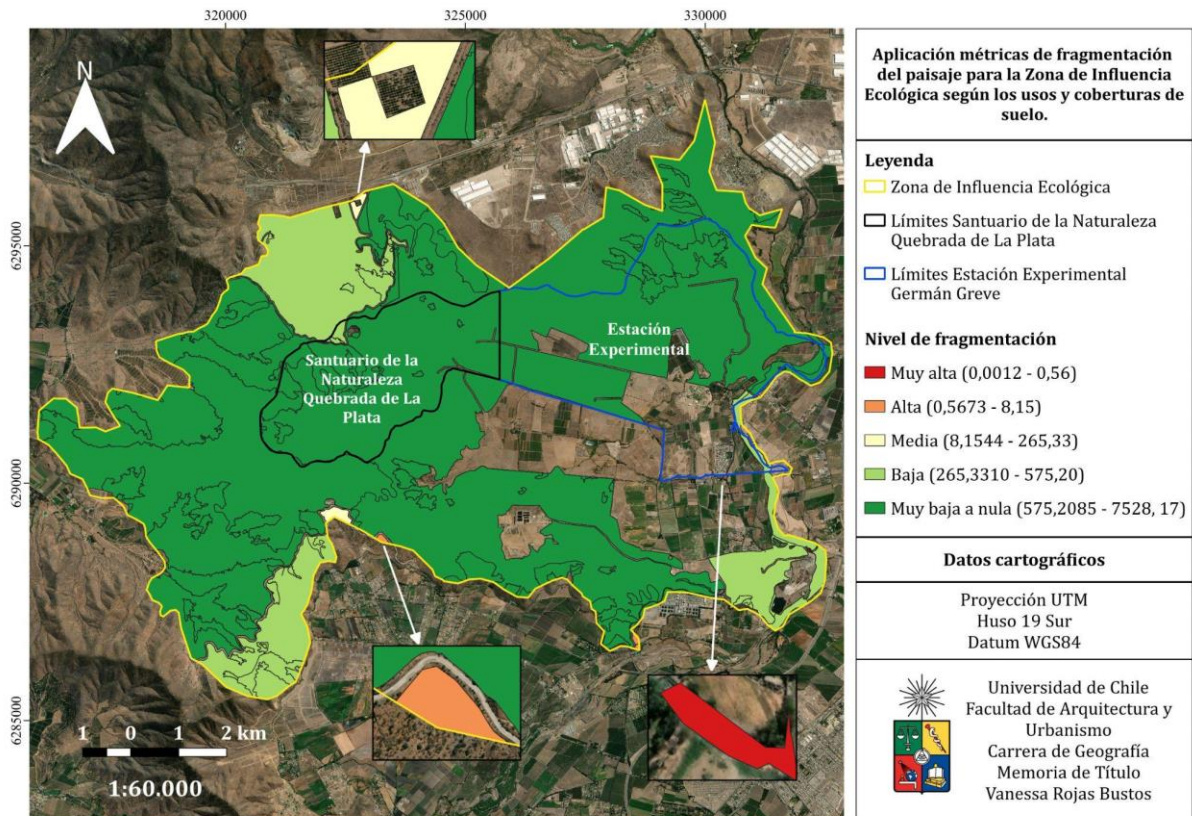 320000
325000
330000
6295000
6290000
6285000
N
Santuario de la
Naturaleza
Quebrada de La
Plata
Estación
Experimental
1 0 1 2 km
1:60.000
Aplicación métricas de fragmentación
del paisaje para la Zona de Influencia
Ecológica según los usos y coberturas de
suelo.
Leyenda
Zona de Influencia Ecológica
Límites Santuario de la Naturaleza
Quebrada de La Plata
Límites Estación Experimental
Germán Greve
Nivel de fragmentación
Muy alta (0,0012 - 0,56)
Alta (0,5673 - 8,15)
Media (8,1544 - 265,33)
Baja (265,3310 - 575,20)
Muy baja a nula (575,2085 - 7528, 17)
Datos cartográficos
Proyección UTM
Huso 19 Sur
Datum WGS84
Universidad de Chile
Facultad de Arquitectura y
Urbanismo
Carrera de Geografía
Memoria de Título
Vanessa Rojas Bustos